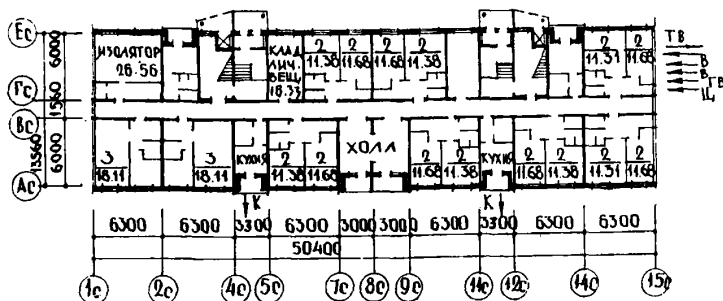 Ес
Гс
Вс
Ас
6000
1560
6000
13560
ИЗОЛЯТОР
26.56
КЛАД.
ЛИЧ.
ВЕЩ.
18.33
2 2 2 2
11.38 11.68 11.68 11.38
2 2
11.31 11.68
ТВ
В
В
ТВ
Ц
3 3
18.11 18.11
КУХНЯ
2 2
11.38 11.68
ХОЛЛ
2 2
11.68 11.38
КУХНЯ
2 2
11.68 11.38
2 2
11.31 11.68
К К
6300 6300 3300 6300 3000 3000 6300 3300 6300 6300
50400
1с 2с 4с 5с 7с 8с 9с 11с 12с 14с 15с